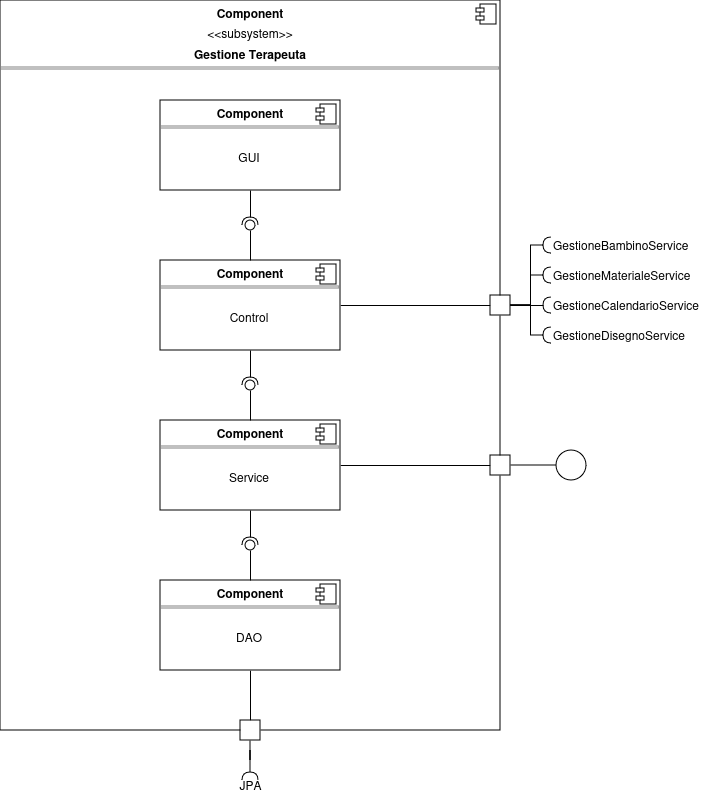 Component
<<subsystem>>
Gestione Terapeuta
Component
GUI
Component
Control
GestioneBambinoService
GestioneMaterialeService
GestioneCalendarioService
GestioneDisegnoService
Component
Service
Component
DAO
JPA